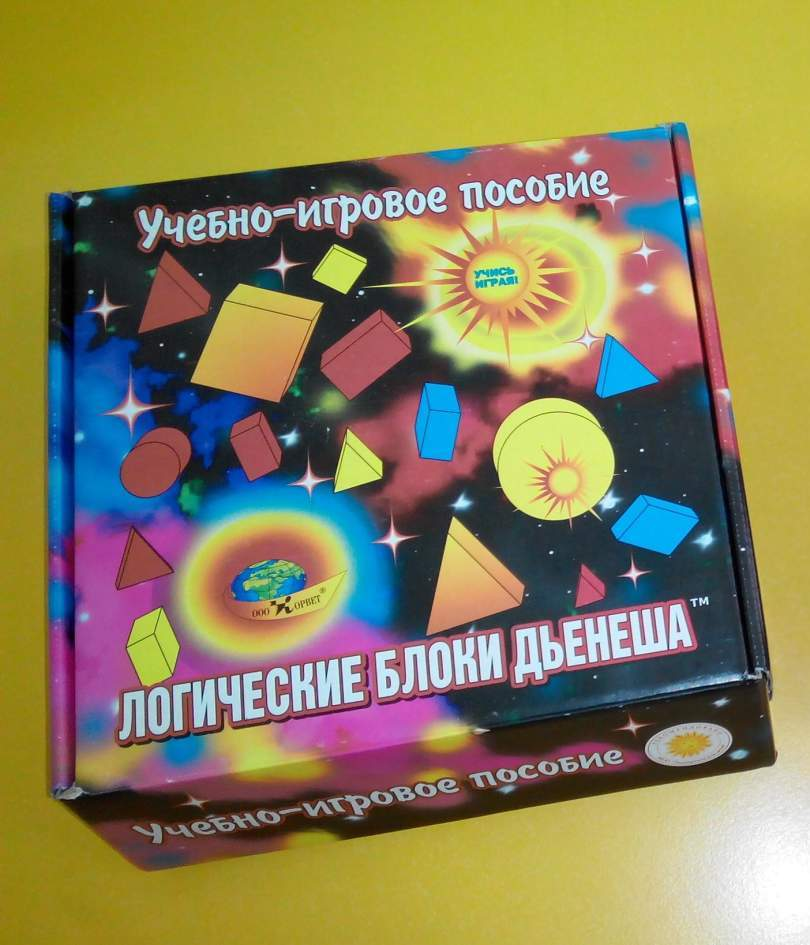 Учебно-игровое пособие
УЧИСЬ
ИГРАЯ!
ООО КОРВЕТ®
ЛОГИЧЕСКИЕ БЛОКИ ДЬЕНЕША™
Учебно-игровое пособие